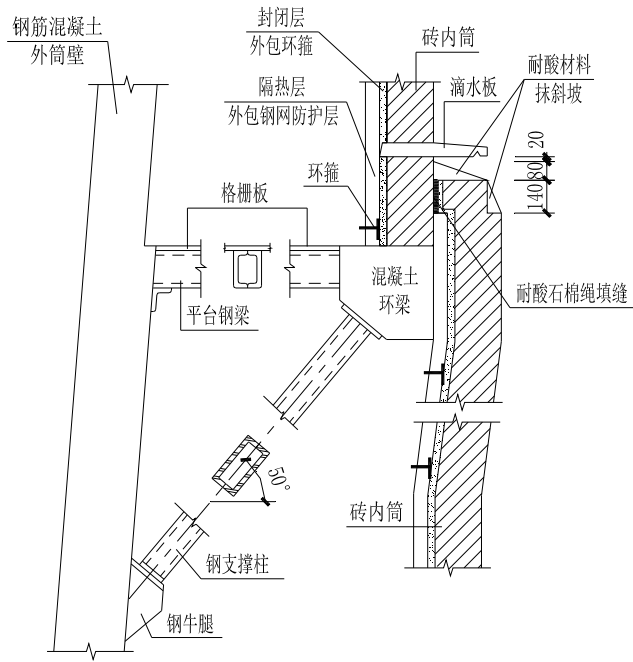 钢筋混凝土
外筒壁
封闭层
外包环箍
砖内筒
隔热层
外包钢网防护层
滴水板
耐酸材料
抹斜坡
20
80
140
环箍
格栅板
混凝土
环梁
耐酸石棉绳填缝
平台钢梁
50°
砖内筒
钢支撑柱
钢牛腿